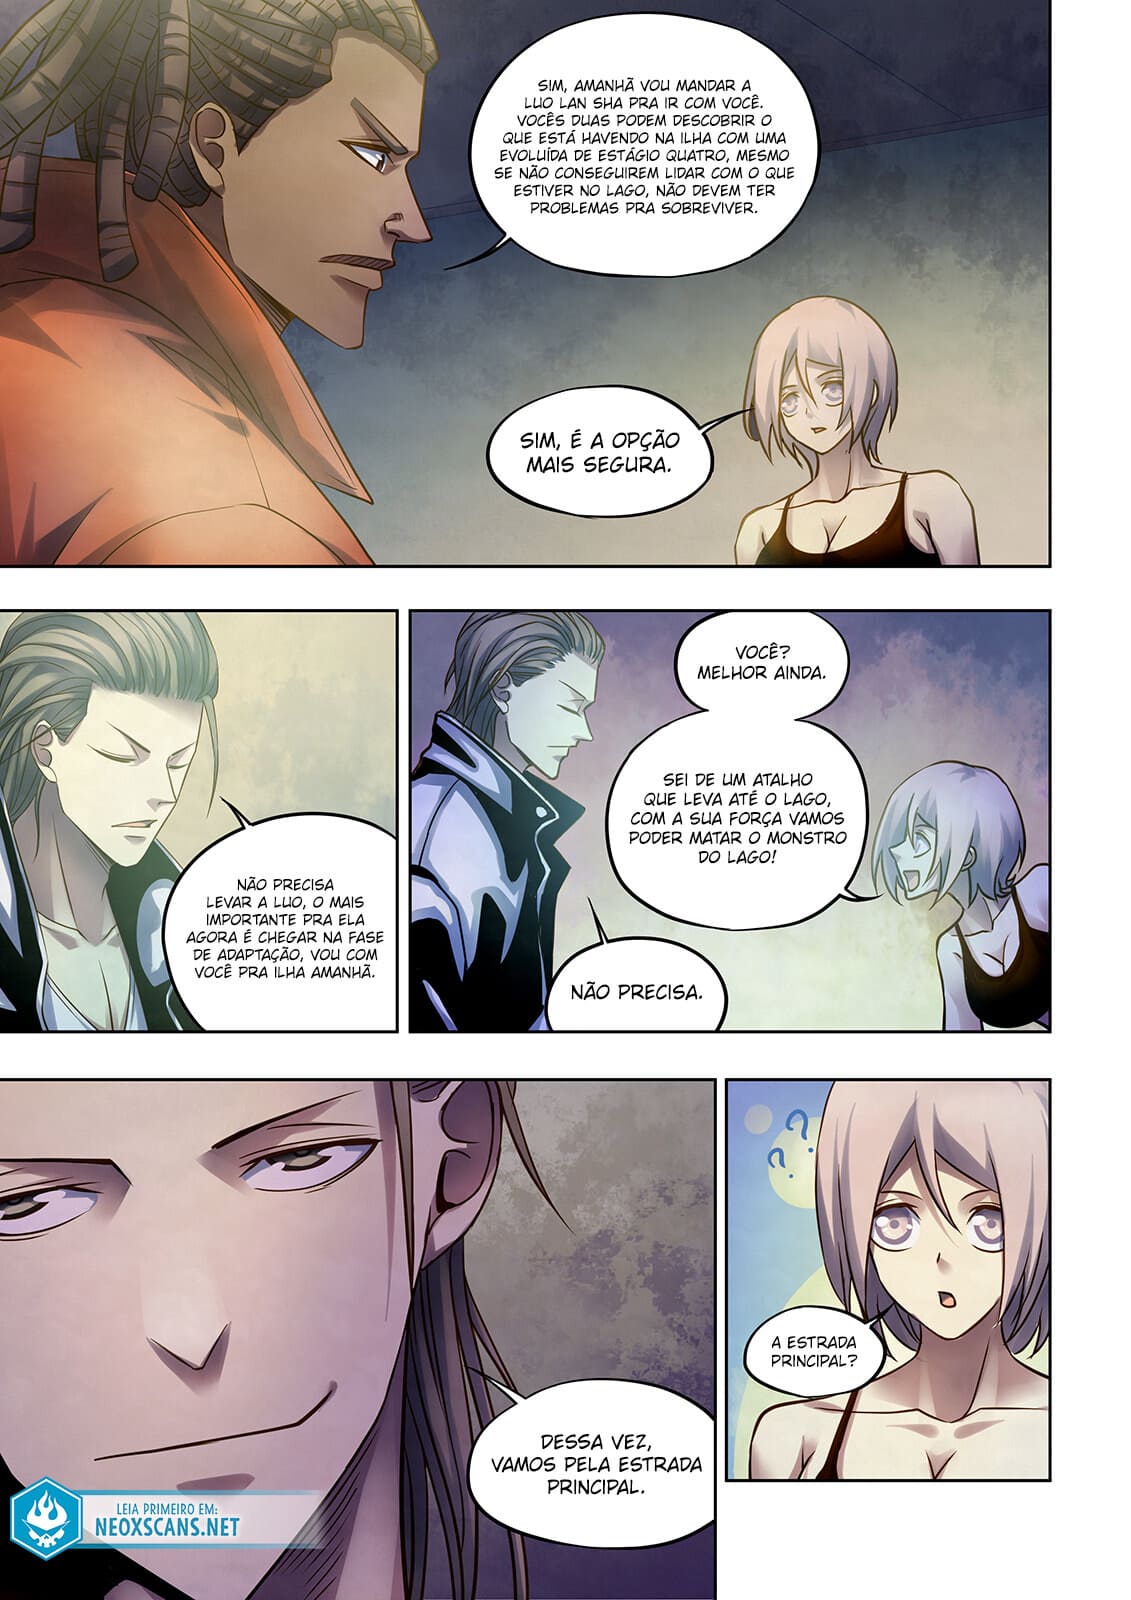 SIM, AMANHÃ VOU MANDAR A
LUO LAN SHA PRA IR COM VOCÊ.
VOCÊS DUAS PODEM DESCOBRIR O
QUE ESTÁ HAVENDO NA ILHA COM UMA
EVOLUÍDA DE ESTÁGIO QUATRO, MESMO
SE NÃO CONSEGUIREM LIDAR COM O QUE
ESTIVER NO LAGO, NÃO DEVEM TER
PROBLEMAS PRA SOBREVIVER.
SIM, É A OPÇÃO
MAIS SEGURA.
NÃO PRECISA
LEVAR A LUO, O MAIS
IMPORTANTE PRA ELA
AGORA É CHEGAR NA FASE
DE ADAPTAÇÃO, VOU COM
VOCÊ PRA ILHA AMANHÃ.
VOCÊ?
MELHOR AINDA.
SEI DE UM ATALHO
QUE LEVA ATÉ O LAGO,
COM A SUA FORÇA VAMOS
PODER MATAR O MONSTRO
DO LAGO!
NÃO PRECISA.
DESSA VEZ,
VAMOS PELA ESTRADA
PRINCIPAL.
? ? ?
A ESTRADA
PRINCIPAL?
LEIA PRIMEIRO EM:
NEOXSCANS.NET